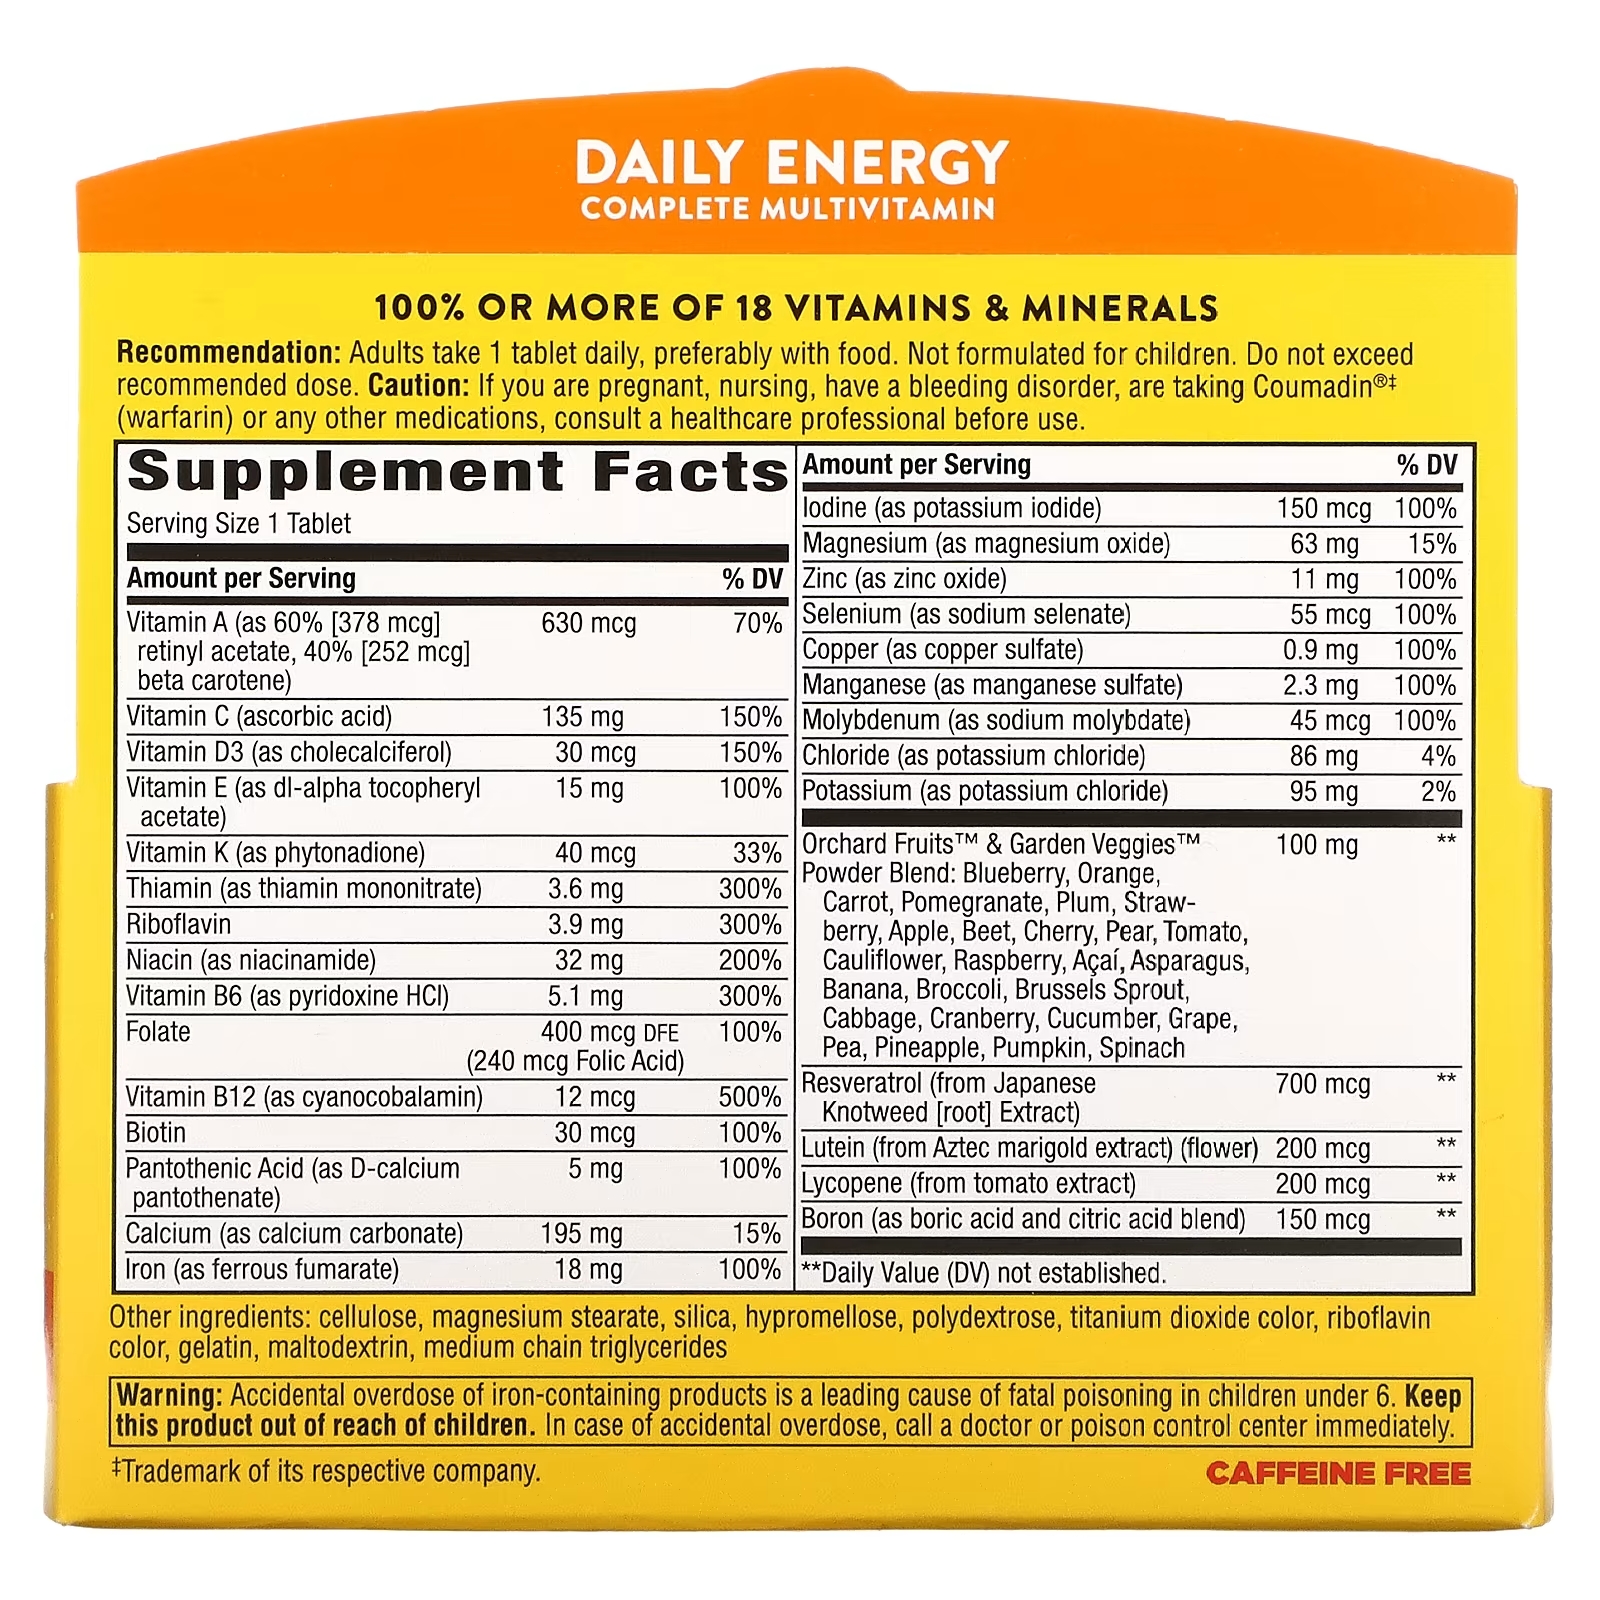 DAILY ENERGY
COMPLETE MULTIVITAMIN
100% OR MORE OF 18 VITAMINS & MINERALS
Recommendation: Adults take 1 tablet daily, preferably with food. Not formulated for children. Do not exceed
recommended dose. Caution: If you are pregnant, nursing, have a bleeding disorder, are taking Coumadin®‡
(warfarin) or any other medications, consult a healthcare professional before use.
Supplement Facts
Serving Size 1 Tablet
Amount per Serving % DV
Vitamin A (as 60% [378 mcg] 630 mcg 70%
retinyl acetate, 40% [252 mcg]
beta carotene)
Vitamin C (ascorbic acid) 135 mg 150%
Vitamin D3 (as cholecalciferol) 30 mcg 150%
Vitamin E (as dl-alpha tocopheryl 15 mg 100%
acetate)
Vitamin K (as phytonadione) 40 mcg 33%
Thiamin (as thiamin mononitrate) 3.6 mg 300%
Riboflavin 3.9 mg 300%
Niacin (as niacinamide) 32 mg 200%
Vitamin B6 (as pyridoxine HCl) 5.1 mg 300%
Folate 400 mcg DFE 100%
(240 mcg Folic Acid)
Vitamin B12 (as cyanocobalamin) 12 mcg 500%
Biotin 30 mcg 100%
Pantothenic Acid (as D-calcium 5 mg 100%
pantothenate)
Calcium (as calcium carbonate) 195 mg 15%
Iron (as ferrous fumarate) 18 mg 100%
Amount per Serving % DV
Iodine (as potassium iodide) 150 mcg 100%
Magnesium (as magnesium oxide) 63 mg 15%
Zinc (as zinc oxide) 11 mg 100%
Selenium (as sodium selenate) 55 mcg 100%
Copper (as copper sulfate) 0.9 mg 100%
Manganese (as manganese sulfate) 2.3 mg 100%
Molybdenum (as sodium molybdate) 45 mcg 100%
Chloride (as potassium chloride) 86 mg 4%
Potassium (as potassium chloride) 95 mg 2%
Orchard Fruits™ & Garden Veggies™ 100 mg **
Powder Blend: Blueberry, Orange,
Carrot, Pomegranate, Plum, Straw-
berry, Apple, Beet, Cherry, Pear, Tomato,
Cauliflower, Raspberry, Açaí, Asparagus,
Banana, Broccoli, Brussels Sprout,
Cabbage, Cranberry, Cucumber, Grape,
Pea, Pineapple, Pumpkin, Spinach
Resveratrol (from Japanese 700 mcg **
Knotweed [root] Extract)
Lutein (from Aztec marigold extract) (flower) 200 mcg **
Lycopene (from tomato extract) 200 mcg **
Boron (as boric acid and citric acid blend) 150 mcg **
**Daily Value (DV) not established.
Other ingredients: cellulose, magnesium stearate, silica, hypromellose, polydextrose, titanium dioxide color, riboflavin
color, gelatin, maltodextrin, medium chain triglycerides
Warning: Accidental overdose of iron-containing products is a leading cause of fatal poisoning in children under 6. Keep
this product out of reach of children. In case of accidental overdose, call a doctor or poison control center immediately.
‡Trademark of its respective company.
CAFFEINE FREE